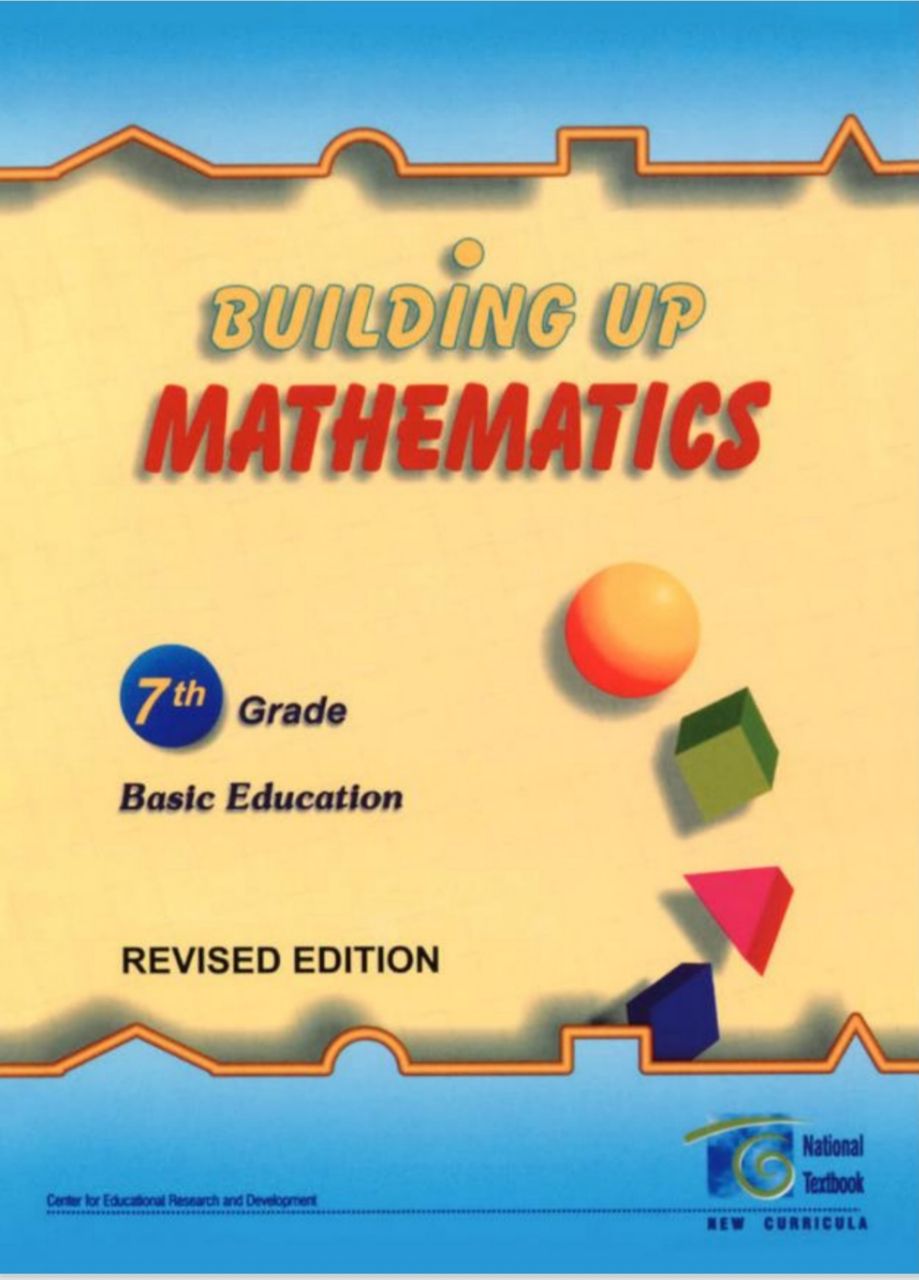 BUILDING UP
MATHEMATICS
7th Grade
Basic Education
REVISED EDITION
National
Textbook
Center for Educational Research and Development
NEW CURRICULA